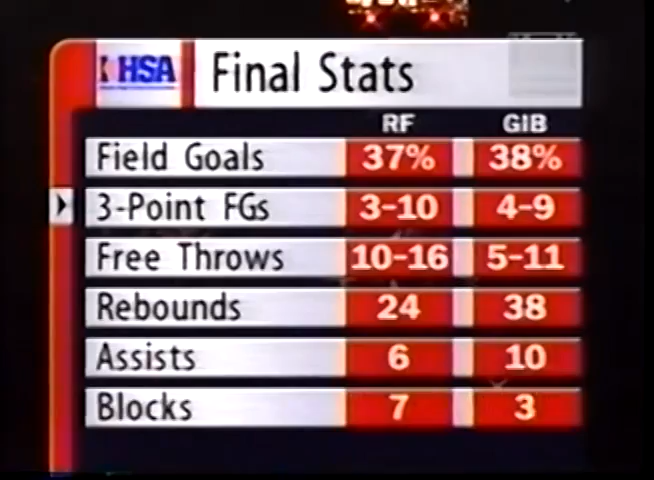 HSA Final Stats
RF GIB
Field Goals 37% 38%
3-Point FGs 3-10 4-9
Free Throws 10-16 5-11
Rebounds 24 38
Assists 6 10
Blocks 7 3